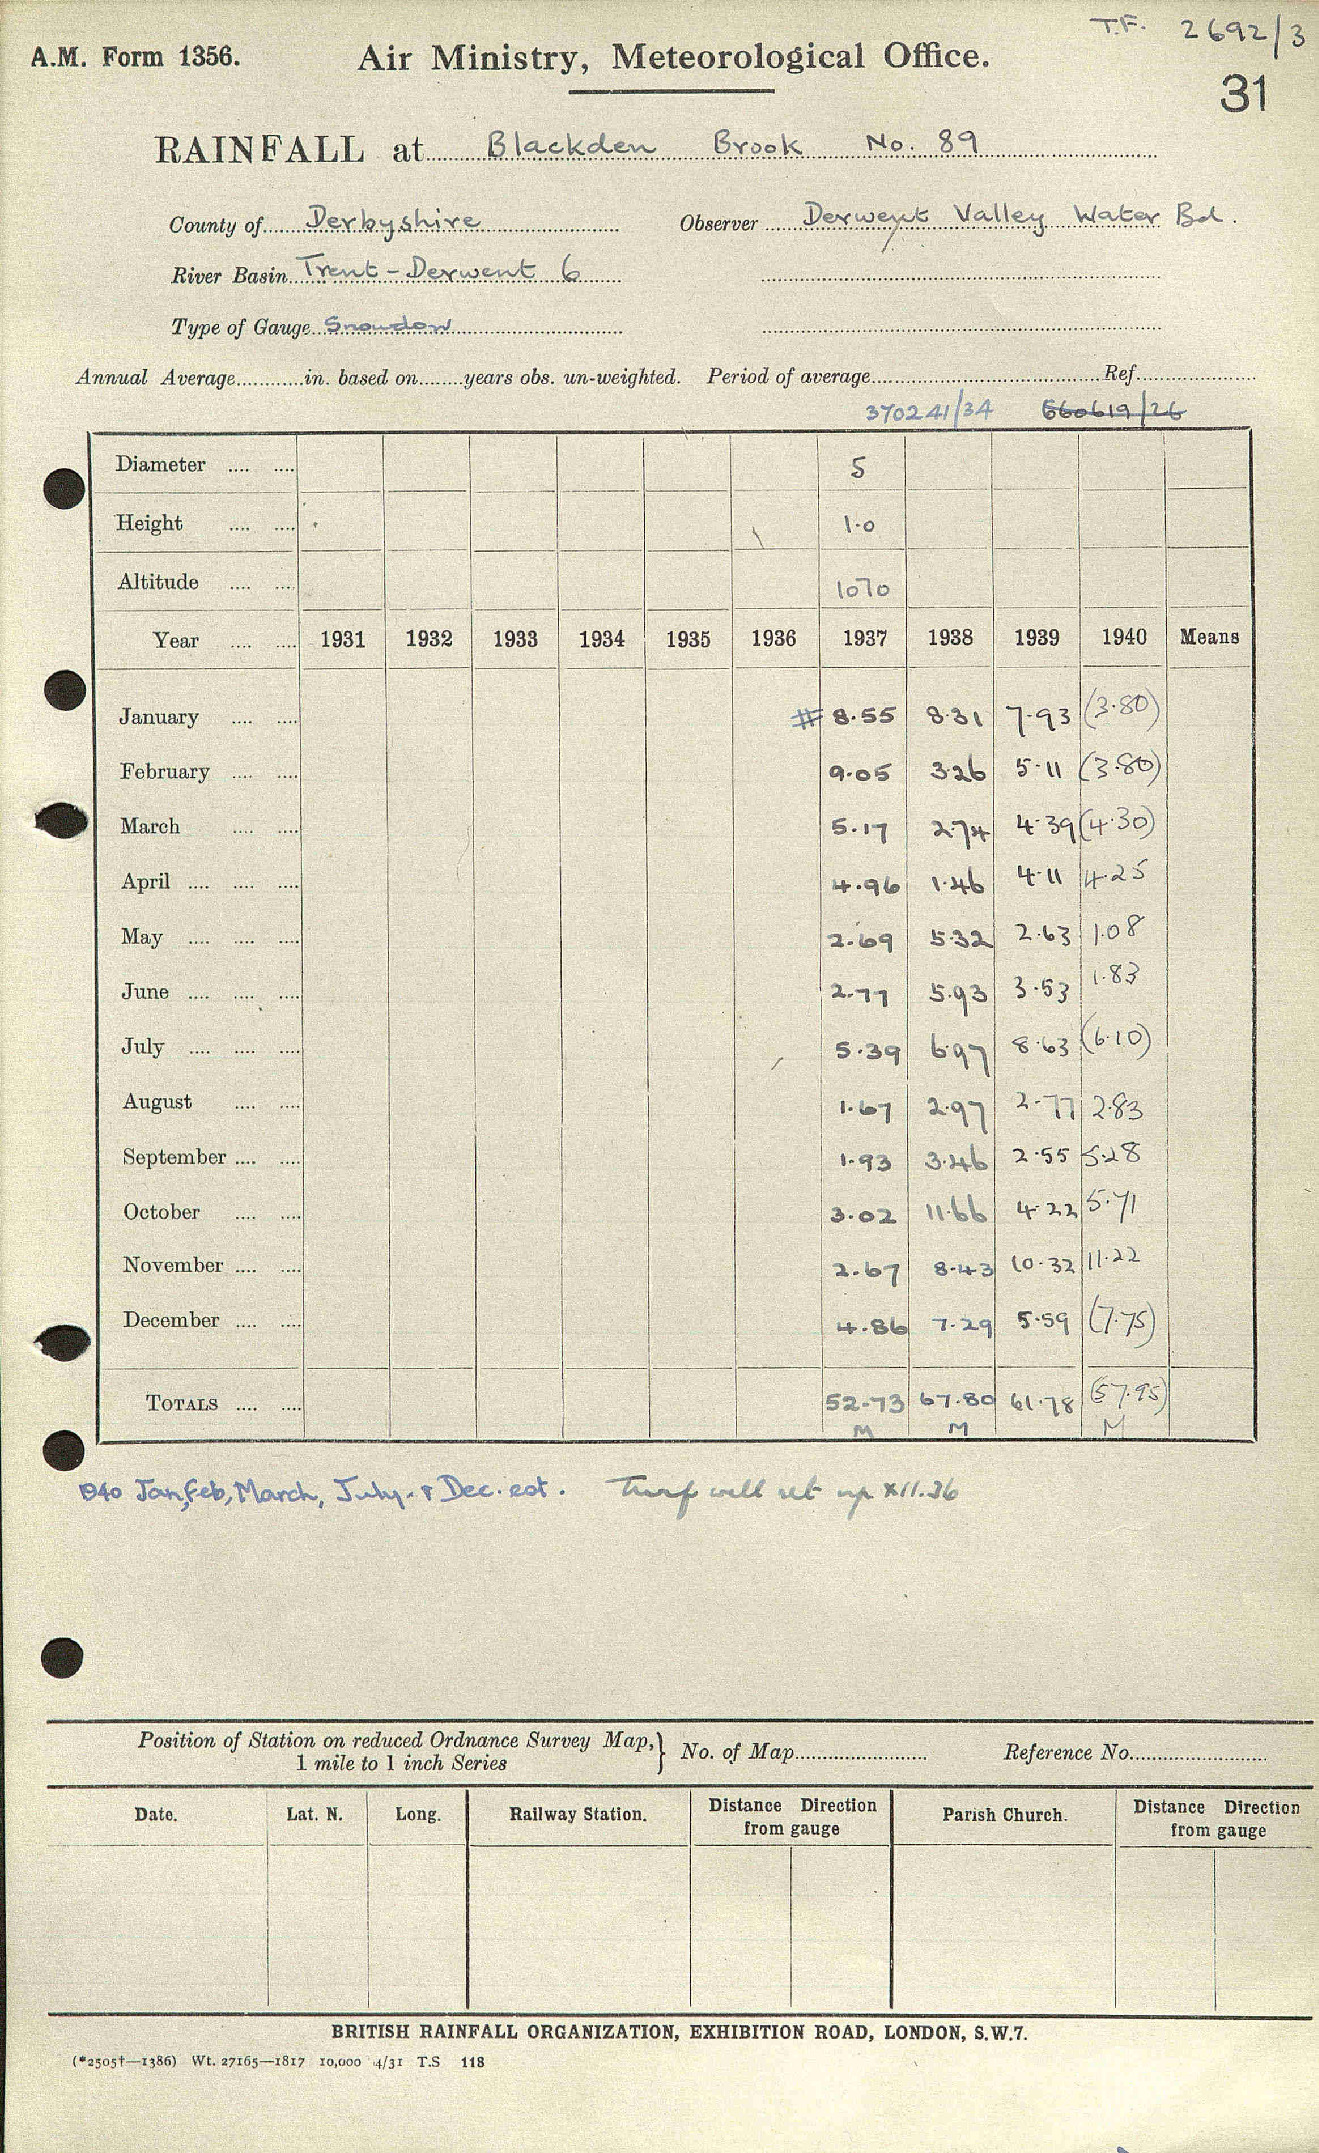 T.F. 2692/3
A.M. Form 1356. Air Ministry, Meteorological Office.
31
RAINFALL at Blackden Brook No. 89
County of Derbyshire Observer Derwent Valley Water Bd.
River Basin Trent - Derwent 6
Type of Gauge Snowdon
Annual Average............in. based on........years obs. un-weighted. Period of average.......... Ref..........
370241/34 560619/26
Diameter .... .... 5
Height .... .... 1.0
Altitude .... .... 1070
Year .... .... 1931 1932 1933 1934 1935 1936 1937 1938 1939 1940 Means
January .... .... # 8.55 8.31 7.93 (3.80)
February .... .... 9.05 3.26 5.11 (3.80)
March .... .... 5.17 2.74 4.39 (4.30)
April .... .... .... 4.96 1.46 4.11 4.25
May .... .... .... 2.69 5.32 2.63 1.08
June .... .... .... 2.77 5.93 3.53 1.83
July .... .... .... 5.39 6.97 8.63 (6.10)
August .... .... 1.67 2.97 2.77 2.83
September .... .... 1.93 3.46 2.55 5.28
October .... .... 3.02 11.66 4.22 5.71
November .... .... 2.67 8.43 10.32 11.22
December .... .... 4.86 7.29 5.59 (7.75)
TOTALS .... .... 52.73 67.80 61.78 (57.95)
M M M
1940 Jan, Feb, March, July & Dec. est. Turf wall set up XII.36
Position of Station on reduced Ordnance Survey Map, } No. of Map.......... Reference No..........
1 mile to 1 inch Series
Date. Lat. N. Long. Railway Station. Distance Direction from gauge Parish Church. Distance Direction from gauge
BRITISH RAINFALL ORGANIZATION, EXHIBITION ROAD, LONDON, S.W.7.
(*2505†—1386) Wt. 27165—1817 10,000 4/31 T.S 118